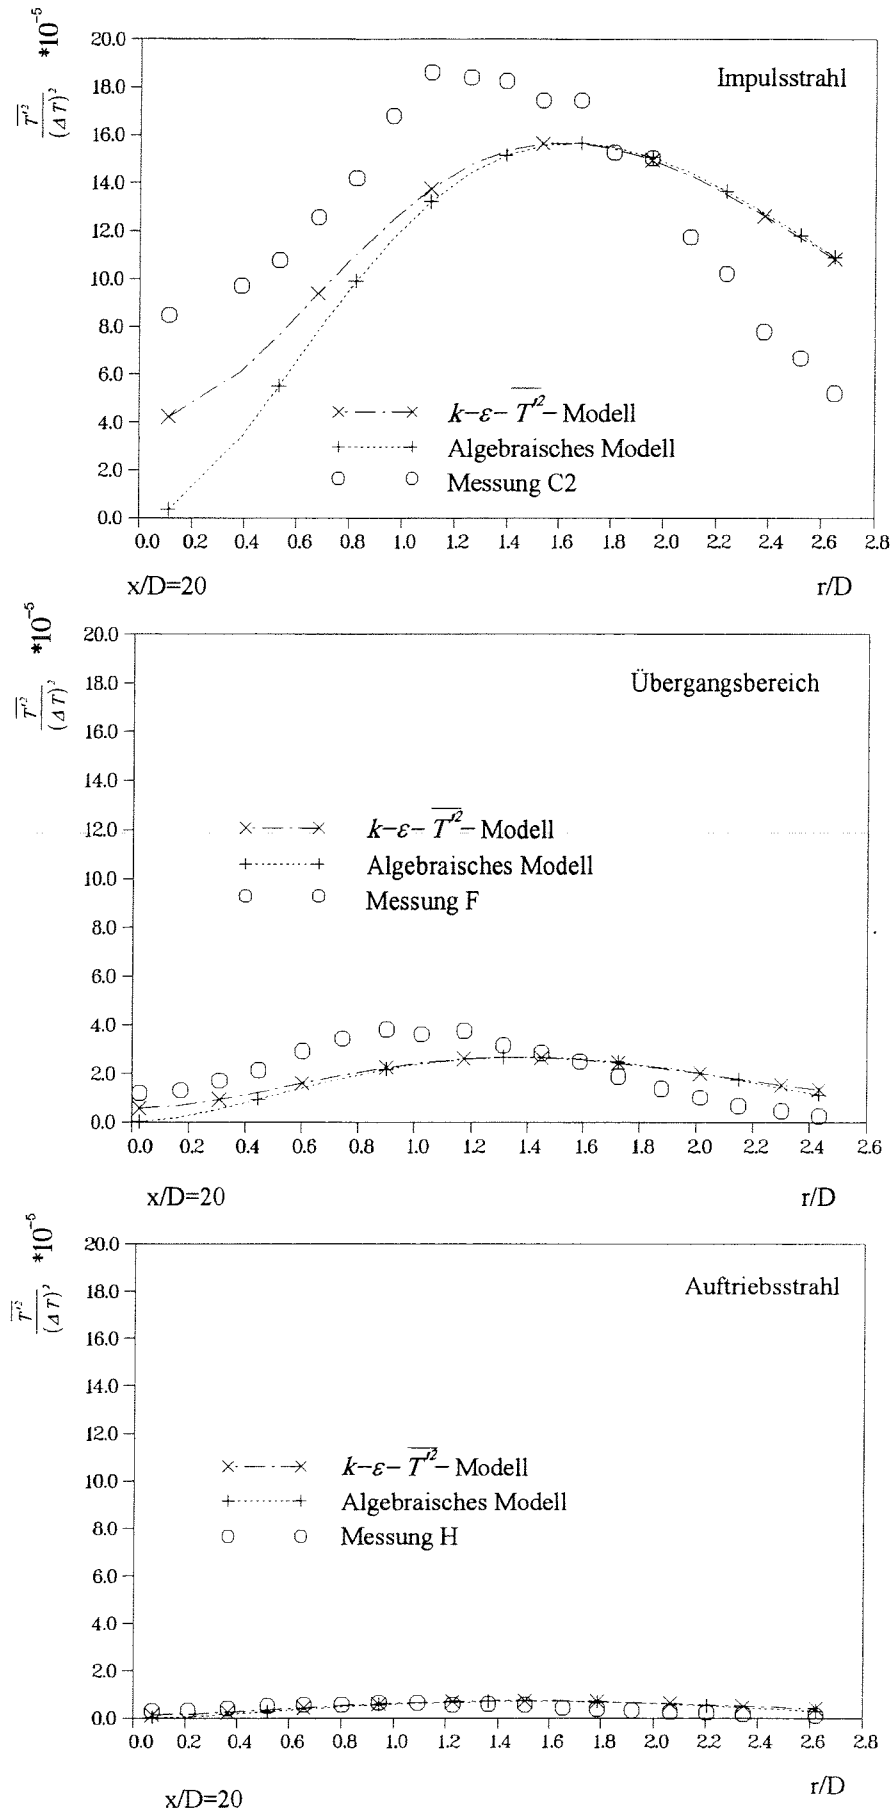 *10⁻⁵
T'² / (ΔT)²
20.0
18.0
16.0
14.0
12.0
10.0
8.0
6.0
4.0
2.0
0.0
Impulsstrahl
k-ε- T'² - Modell
Algebraisches Modell
Messung C2
0.0 0.2 0.4 0.6 0.8 1.0 1.2 1.4 1.6 1.8 2.0 2.2 2.4 2.6 2.8
x/D=20 r/D
*10⁻⁵
T'² / (ΔT)²
20.0
18.0
16.0
14.0
12.0
10.0
8.0
6.0
4.0
2.0
0.0
Übergangsbereich
k-ε- T'² - Modell
Algebraisches Modell
Messung F
0.0 0.2 0.4 0.6 0.8 1.0 1.2 1.4 1.6 1.8 2.0 2.2 2.4 2.6
x/D=20 r/D
*10⁻⁵
T'² / (ΔT)²
20.0
18.0
16.0
14.0
12.0
10.0
8.0
6.0
4.0
2.0
0.0
Auftriebsstrahl
k-ε- T'² - Modell
Algebraisches Modell
Messung H
0.0 0.2 0.4 0.6 0.8 1.0 1.2 1.4 1.6 1.8 2.0 2.2 2.4 2.6 2.8
x/D=20 r/D